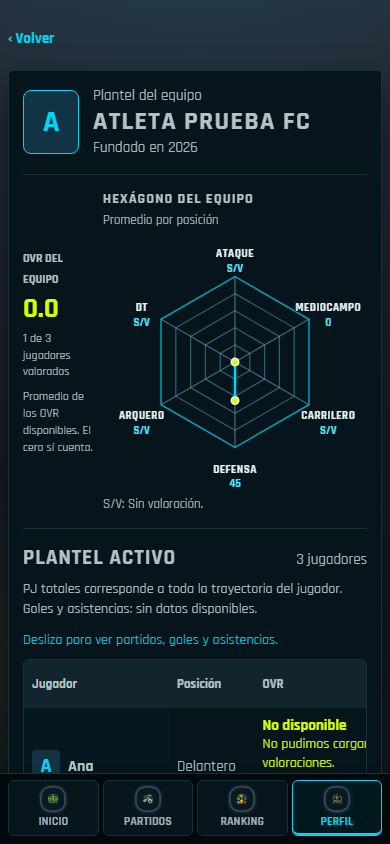 ‹ Volver
A
Plantel del equipo
ATLETA PRUEBA FC
Fundado en 2026
HEXÁGONO DEL EQUIPO
Promedio por posición
OVR DEL
EQUIPO
0.0
1 de 3
jugadores
valorados
Promedio de
los OVR
disponibles. El
cero sí cuenta.
ATAQUE
S/V
DT
S/V
MEDIOCAMPO
0
ARQUERO
S/V
CARRILERO
S/V
DEFENSA
45
S/V: Sin valoración.
PLANTEL ACTIVO
3 jugadores
PJ totales corresponde a toda la trayectoria del jugador.
Goles y asistencias: sin datos disponibles.
Desliza para ver partidos, goles y asistencias.
Jugador Posición OVR
A Ana Delantero
No disponible
No pudimos cargar
valoraciones.
INICIO
PARTIDOS
RANKING
PERFIL